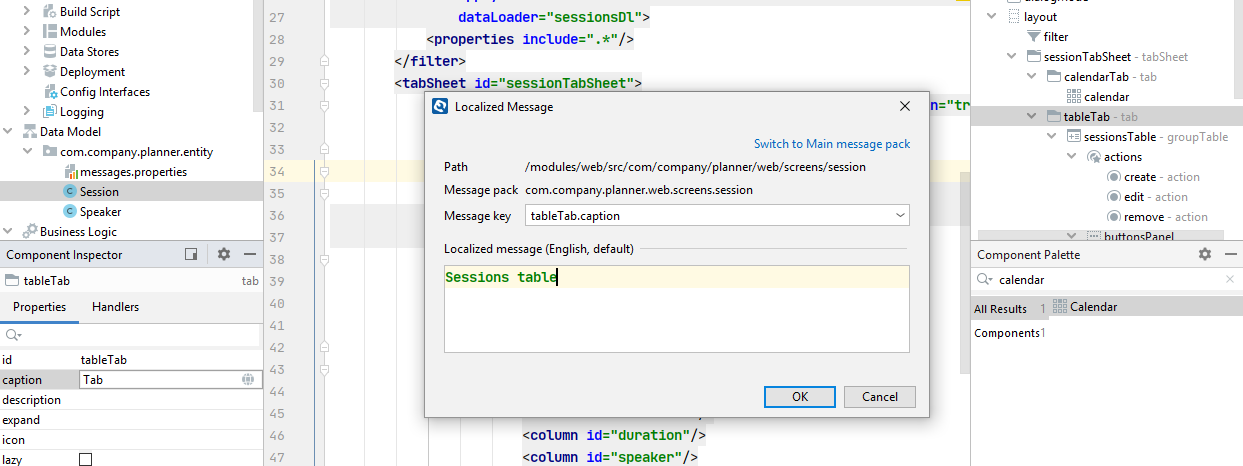 Build Script
Modules
Data Stores
Deployment
Config Interfaces
Logging
Data Model
com.company.planner.entity
messages.properties
Session
Speaker
Business Logic
Component Inspector
tableTab
tab
Properties
Handlers
id
tableTab
caption
Tab
description
expand
icon
lazy
27
dataLoader="sessionsDl">
28
<properties include=".*"/>
29
</filter>
30
<tabSheet id="sessionTabSheet">
31
n="tr
32
33
34
35
36
37
38
39
40
41
42
43
44
45
46
<column id="duration"/>
47
<column id="speaker"/>
Localized Message
Switch to Main message pack
Path
/modules/web/src/com/company/planner/web/screens/session
Message pack
com.company.planner.web.screens.session
Message key
tableTab.caption
Localized message (English, default)
Sessions table
OK
Cancel
layout
filter
sessionTabSheet - tabSheet
calendarTab - tab
calendar
tableTab - tab
sessionsTable - groupTable
actions
create - action
edit - action
remove - action
buttonsPanel
Component Palette
calendar
All Results 1
Calendar
Components1